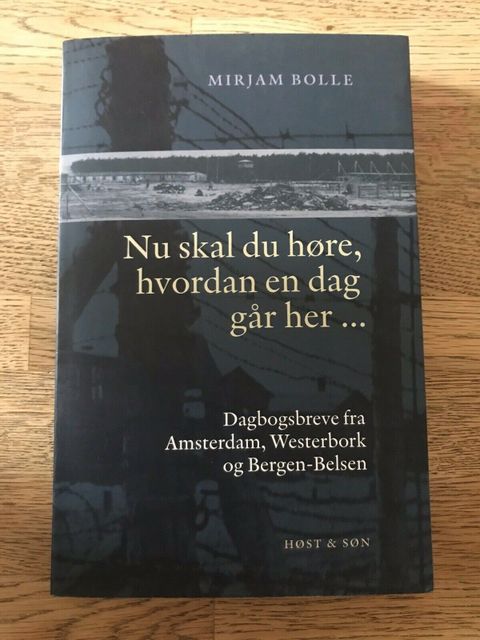 MIRJAM BOLLE
Nu skal du høre,
hvordan en dag
går her ...
Dagbogsbreve fra
Amsterdam, Westerbork
og Bergen-Belsen
HØST & SØN